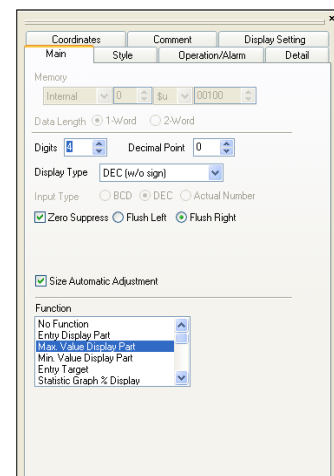 Coordinates Comment Display Setting
Main Style Operation/Alarm Detail
Memory
Internal 0 $u 00100
Data Length 1-Word 2-Word
Digits 4 Decimal Point 0
Display Type DEC (w/o sign)
Input Type BCD DEC Actual Number
Zero Suppress Flush Left Flush Right
Size Automatic Adjustment
Function
No Function
Entry Display Part
Max. Value Display Part
Min. Value Display Part
Entry Target
Statistic Graph % Display